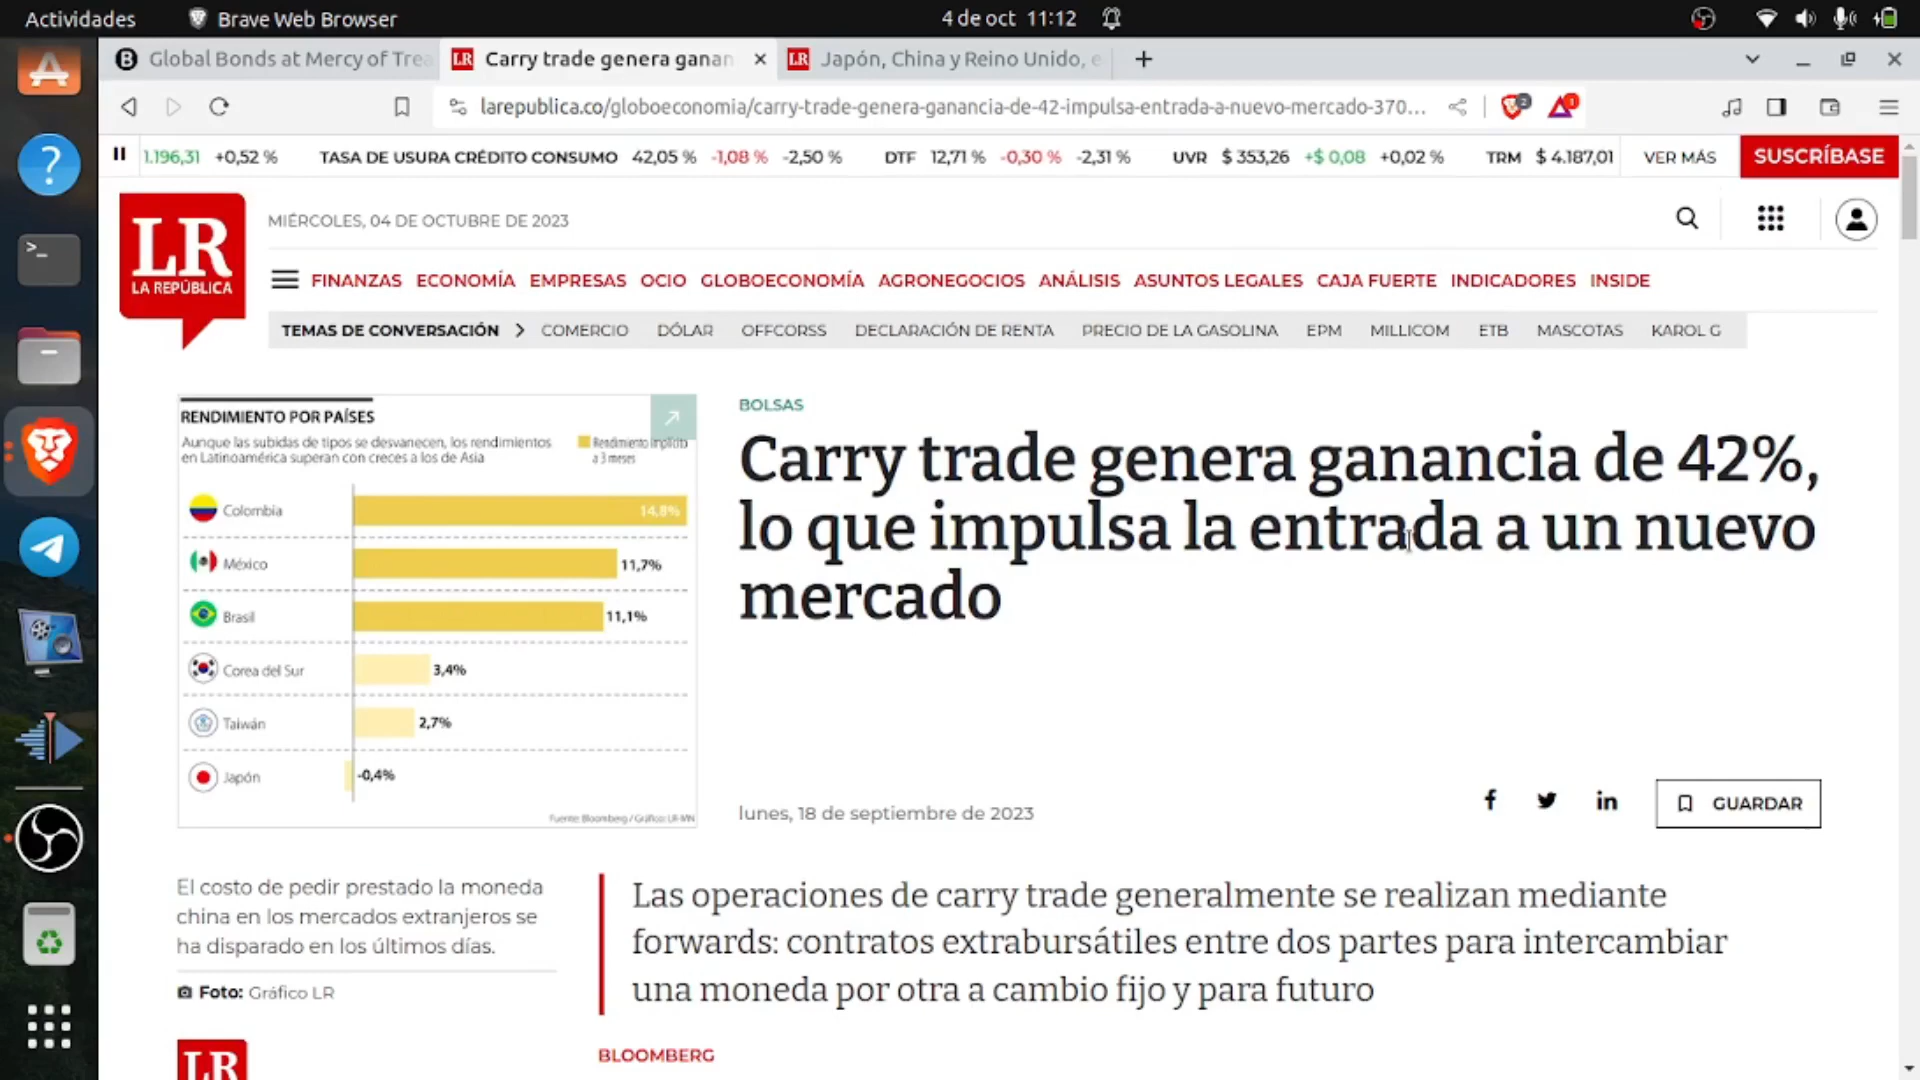 Actividades
Brave Web Browser
4 de oct 11:12
Global Bonds at Mercy of Trea
Carry trade genera ganan
Japón, China y Reino Unido, e
larepublica.co/globoeconomia/carry-trade-genera-ganancia-de-42-impulsa-entrada-a-nuevo-mercado-370...
1.196,31 +0,52 % TASA DE USURA CRÉDITO CONSUMO 42,05 % -1,08 % -2,50 % DTF 12,71 % -0,30 % -2,31 % UVR $ 353,26 +$ 0,08 +0,02 % TRM $ 4.187,01 VER MÁS SUSCRÍBASE
LR
LA REPÚBLICA
MIÉRCOLES, 04 DE OCTUBRE DE 2023
FINANZAS ECONOMÍA EMPRESAS OCIO GLOBOECONOMÍA AGRONEGOCIOS ANÁLISIS ASUNTOS LEGALES CAJA FUERTE INDICADORES INSIDE
TEMAS DE CONVERSACIÓN COMERCIO DÓLAR OFFCORSS DECLARACIÓN DE RENTA PRECIO DE LA GASOLINA EPM MILLICOM ETB MASCOTAS KAROL G
RENDIMIENTO POR PAÍSES
Aunque las subidas de tipos se desvanecen, los rendimientos
en Latinoamérica superan con creces a los de Asia
Rendimiento implícito
a 3 meses
Colombia 14,8%
México 11,7%
Brasil 11,1%
Corea del Sur 3,4%
Taiwán 2,7%
Japón -0,4%
Fuente: Bloomberg / Gráfico: LR-MN
BOLSAS
Carry trade genera ganancia de 42%,
lo que impulsa la entrada a un nuevo
mercado
lunes, 18 de septiembre de 2023
GUARDAR
El costo de pedir prestado la moneda
china en los mercados extranjeros se
ha disparado en los últimos días.
Foto: Gráfico LR
Las operaciones de carry trade generalmente se realizan mediante
forwards: contratos extrabursátiles entre dos partes para intercambiar
una moneda por otra a cambio fijo y para futuro
LR
BLOOMBERG